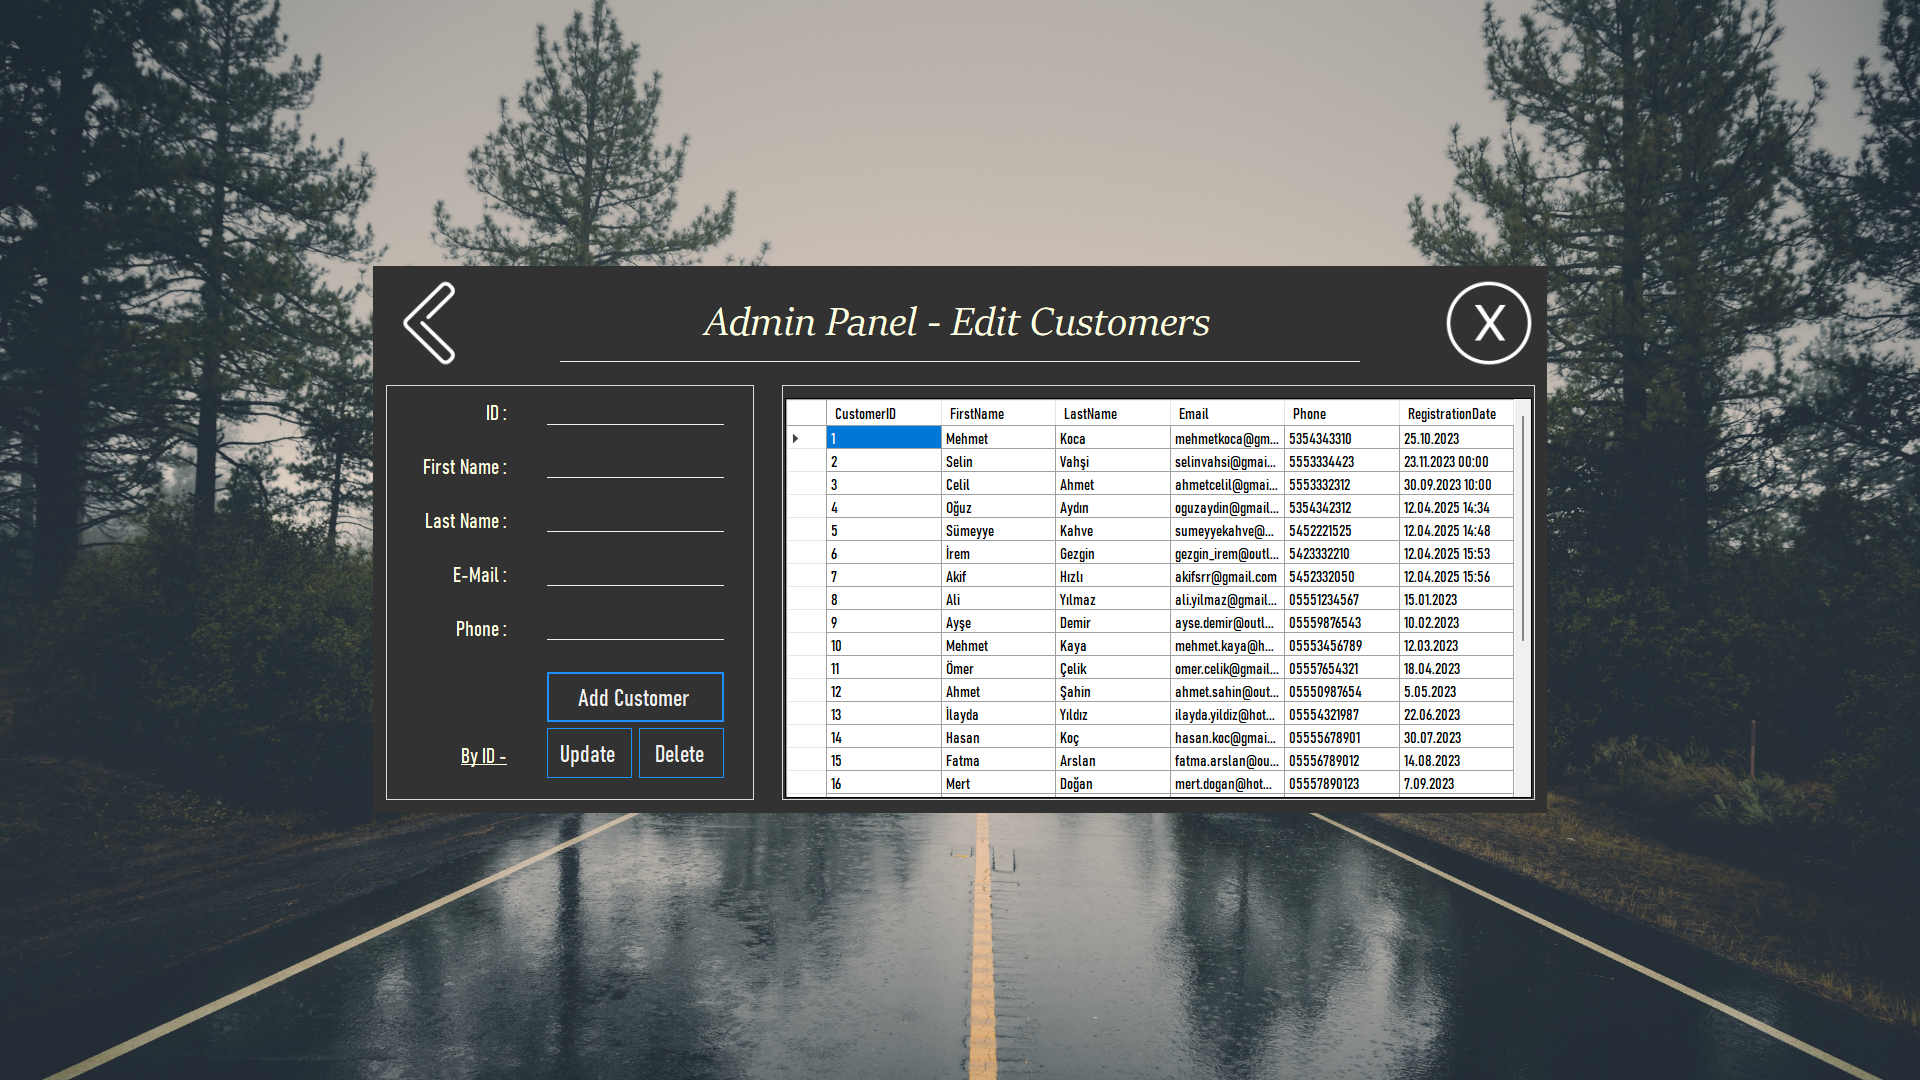 Admin Panel - Edit Customers
X
ID :
First Name :
Last Name :
E-Mail :
Phone :
Add Customer
By ID -
Update
Delete
CustomerID FirstName LastName Email Phone RegistrationDate
1 Mehmet Koca mehmetkoca@gm... 5354343310 25.10.2023
2 Selin Vahşi selinvahsi@gmai... 5553334423 23.11.2023 00:00
3 Celil Ahmet ahmetcelil@gmai... 5553332312 30.09.2023 10:00
4 Oğuz Aydın oguzaydin@gmail... 5354342312 12.04.2025 14:34
5 Sümeyye Kahve sumeyyekahve@... 5452221525 12.04.2025 14:48
6 İrem Gezgin gezgin_irem@outl... 5423332210 12.04.2025 15:53
7 Akif Hızlı akifsrr@gmail.com 5452332050 12.04.2025 15:56
8 Ali Yılmaz ali.yilmaz@gmail... 05551234567 15.01.2023
9 Ayşe Demir ayse.demir@outl... 05559876543 10.02.2023
10 Mehmet Kaya mehmet.kaya@h... 05553456789 12.03.2023
11 Ömer Çelik omer.celik@gmail... 05557654321 18.04.2023
12 Ahmet Şahin ahmet.sahin@out... 05550987654 5.05.2023
13 İlayda Yıldız ilayda.yildiz@hot... 05554321987 22.06.2023
14 Hasan Koç hasan.koc@gmai... 05555678901 30.07.2023
15 Fatma Arslan fatma.arslan@ou... 05556789012 14.08.2023
16 Mert Doğan mert.dogan@hot... 05557890123 7.09.2023